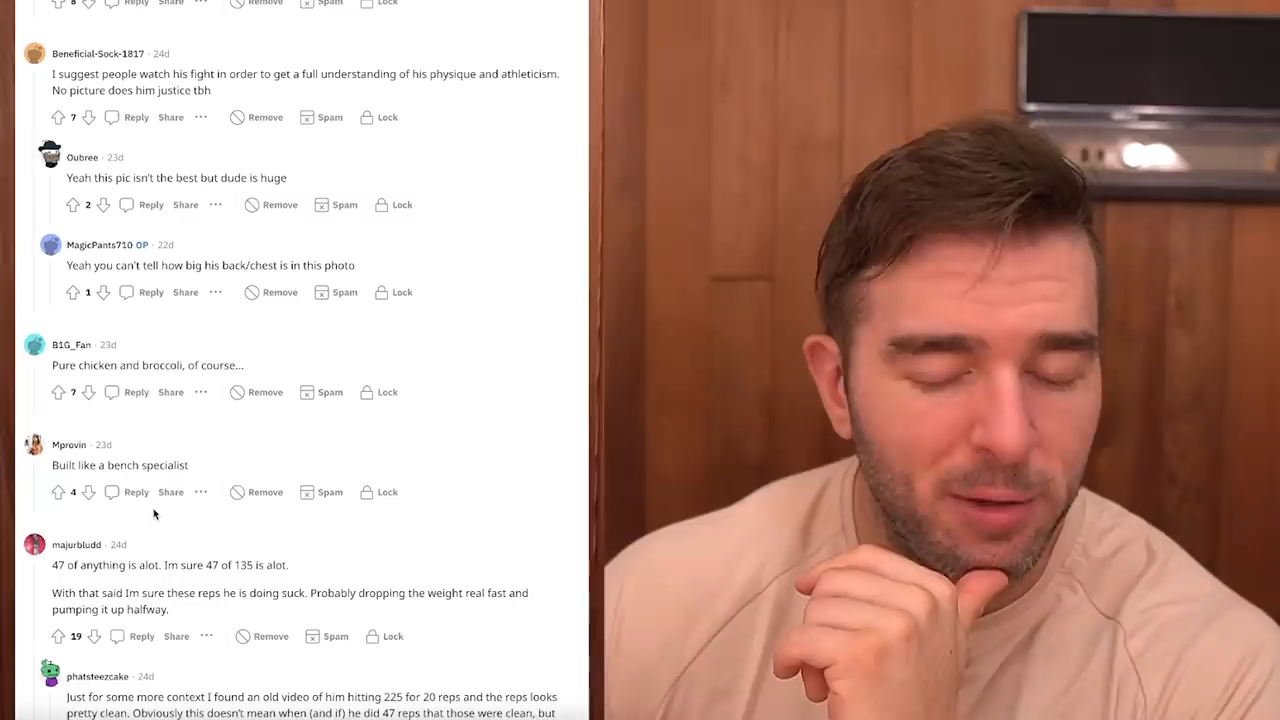 6 Reply Share ··· Remove Spam Lock
Beneficial-Sock-1817 · 24d
I suggest people watch his fight in order to get a full understanding of his physique and athleticism.
No picture does him justice tbh
7 Reply Share ··· Remove Spam Lock
Oubree · 23d
Yeah this pic isn't the best but dude is huge
2 Reply Share ··· Remove Spam Lock
MagicPants710 OP · 22d
Yeah you can't tell how big his back/chest is in this photo
1 Reply Share ··· Remove Spam Lock
B1G_Fan · 23d
Pure chicken and broccoli, of course...
7 Reply Share ··· Remove Spam Lock
Mprovin · 23d
Built like a bench specialist
4 Reply Share ··· Remove Spam Lock
majurbludd · 24d
47 of anything is alot. Im sure 47 of 135 is alot.
With that said Im sure these reps he is doing suck. Probably dropping the weight real fast and
pumping it up halfway.
19 Reply Share ··· Remove Spam Lock
phatsteezcake · 24d
Just for some more context I found an old video of him hitting 225 for 20 reps and the reps looks
pretty clean. Obviously this doesn't mean when (and if) he did 47 reps that those were clean, but